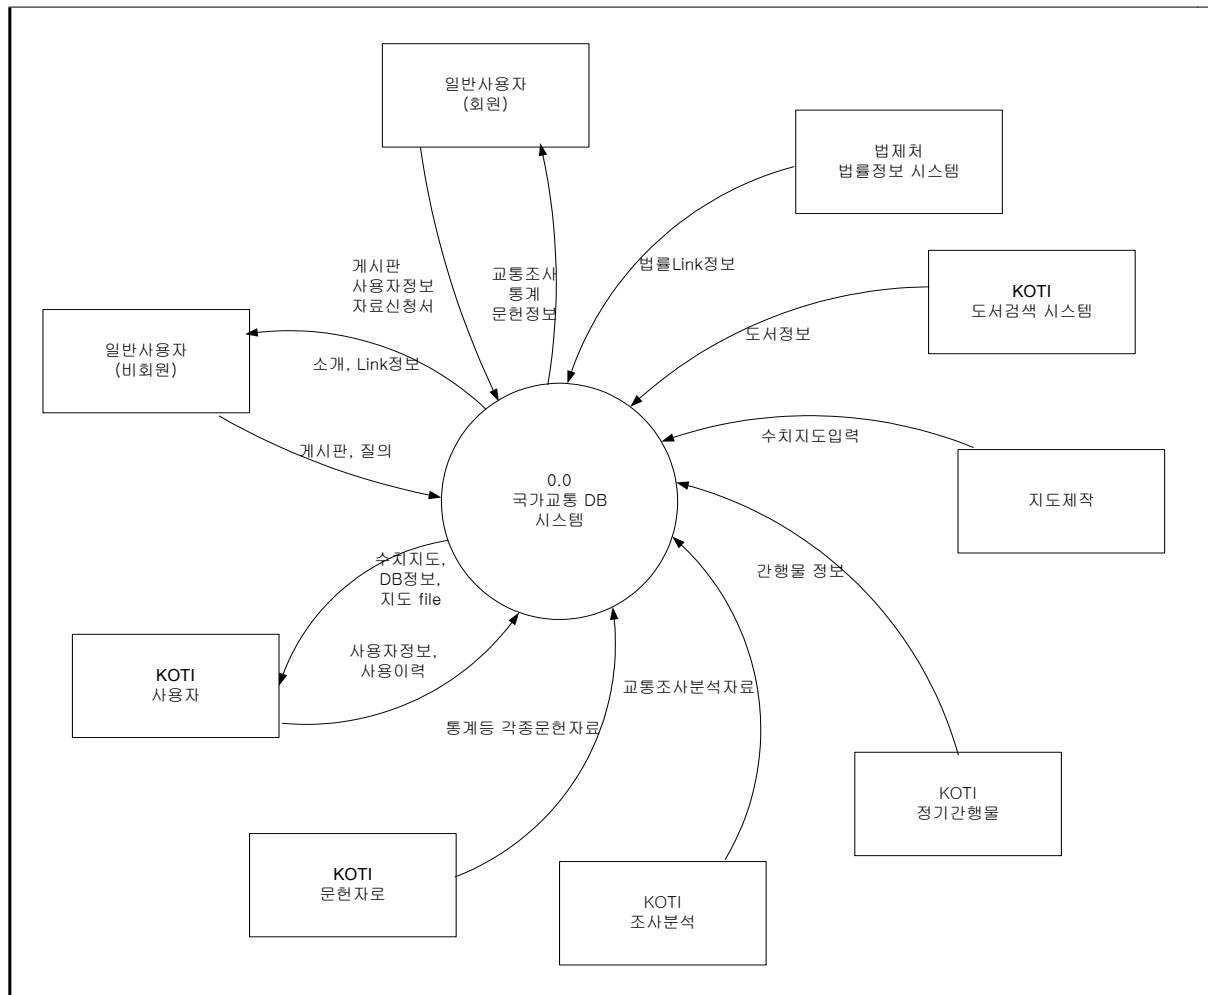 일반사용자
(회원)
법제처
법률정보 시스템
게시판
사용자정보
자료신청서
교통조사
통계
문헌정보
법률Link정보
KOTI
도서검색 시스템
도서정보
일반사용자
(비회원)
소개, Link정보
게시판, 질의
수치지도입력
지도제작
0.0
국가교통 DB
시스템
수치지도,
DB정보,
지도 file
간행물 정보
KOTI
사용자
사용자정보,
사용이력
통계등 각종문헌자료
교통조사분석자료
KOTI
정기간행물
KOTI
문헌자로
KOTI
조사분석